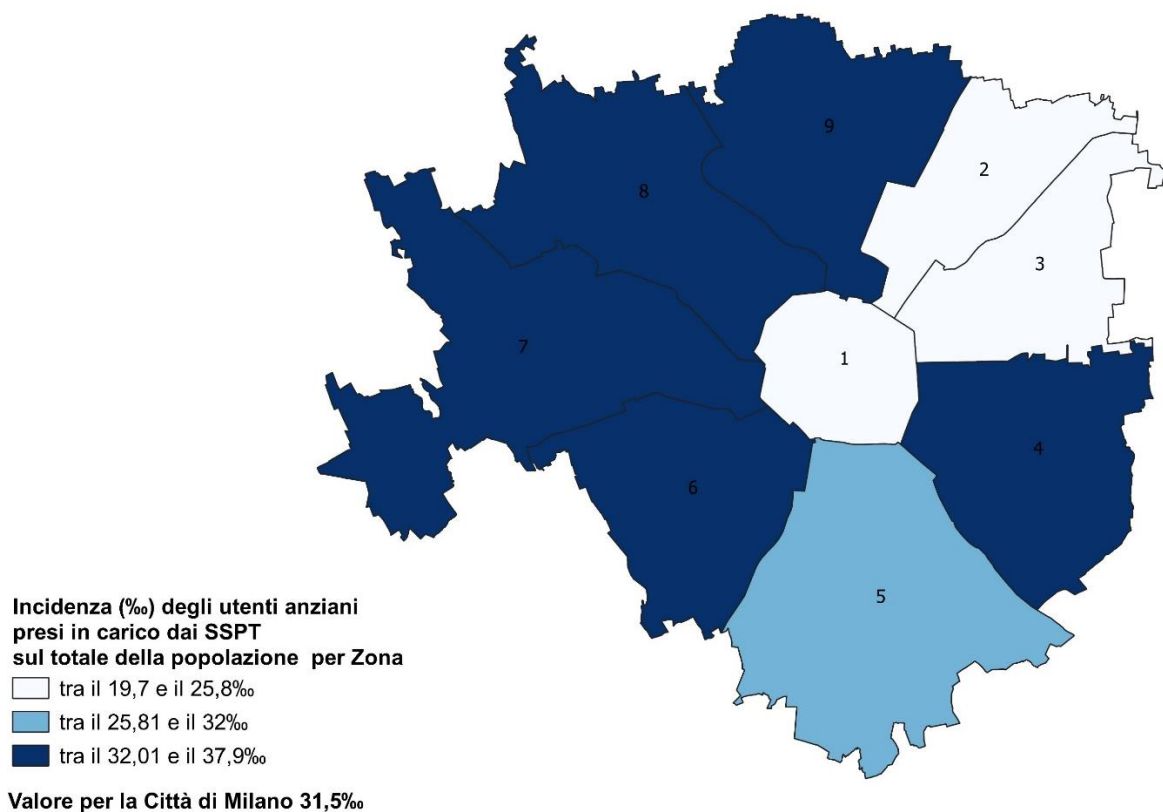 9
2
8
3
7
1
4
6
5
Incidenza (‰) degli utenti anziani
presi in carico dai SSPT
sul totale della popolazione per Zona
tra il 19,7 e il 25,8‰
tra il 25,81 e il 32‰
tra il 32,01 e il 37,9‰
Valore per la Città di Milano 31,5‰